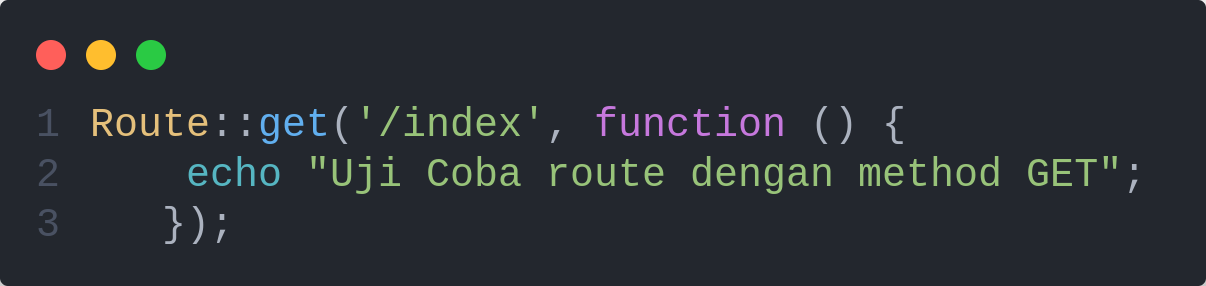 1 Route::get('/index', function () {
2     echo "Uji Coba route dengan method GET";
3    });